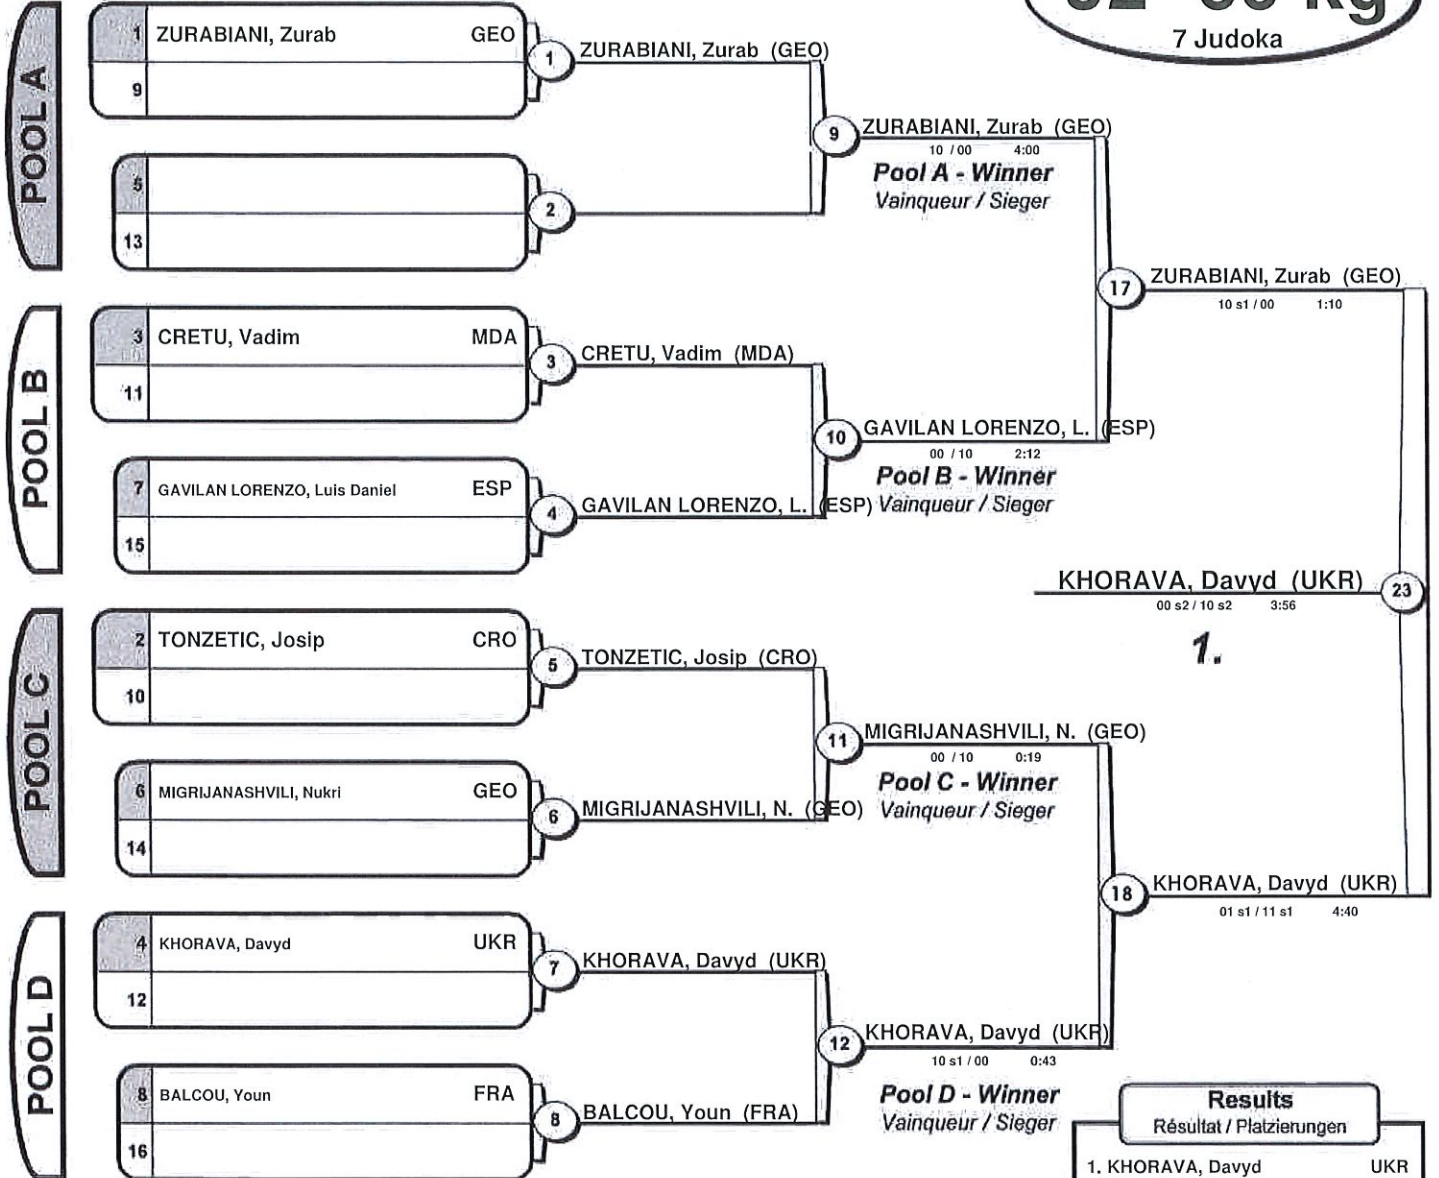 7 Judoka
POOL A
1 ZURABIANI, Zurab GEO
9
1 ZURABIANI, Zurab (GEO)
5
13
2
9 ZURABIANI, Zurab (GEO)
10 / 00 4:00
Pool A - Winner
Vainqueur / Sieger
17 ZURABIANI, Zurab (GEO)
10 s1 / 00 1:10
POOL B
3 CRETU, Vadim MDA
11
3 CRETU, Vadim (MDA)
7 GAVILAN LORENZO, Luis Daniel ESP
15
4 GAVILAN LORENZO, L. (ESP)
10 GAVILAN LORENZO, L. (ESP)
00 / 10 2:12
Pool B - Winner
Vainqueur / Sieger
KHORAVA, Davyd (UKR) 23
00 s2 / 10 s2 3:56
1.
POOL C
2 TONZETIC, Josip CRO
10
5 TONZETIC, Josip (CRO)
6 MIGRIJANASHVILI, Nukri GEO
14
6 MIGRIJANASHVILI, N. (GEO)
11 MIGRIJANASHVILI, N. (GEO)
00 / 10 0:19
Pool C - Winner
Vainqueur / Sieger
18 KHORAVA, Davyd (UKR)
01 s1 / 11 s1 4:40
POOL D
4 KHORAVA, Davyd UKR
12
7 KHORAVA, Davyd (UKR)
8 BALCOU, Youn FRA
16
8 BALCOU, Youn (FRA)
12 KHORAVA, Davyd (UKR)
10 s1 / 00 0:43
Pool D - Winner
Vainqueur / Sieger
Results
Résultat / Platzierungen
1. KHORAVA, Davyd UKR